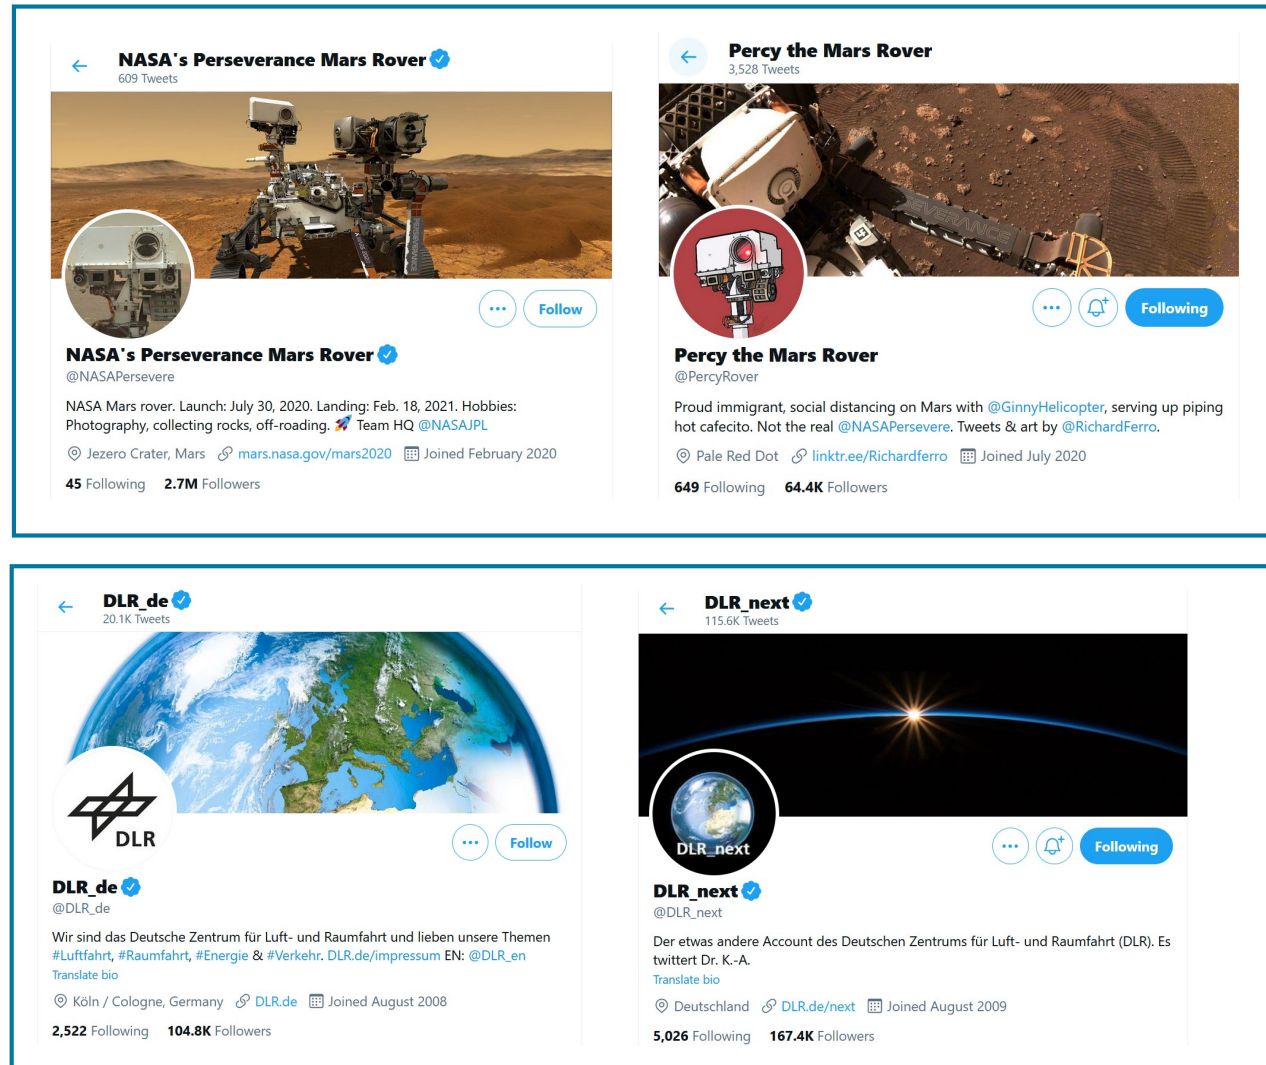 NASA's Perseverance Mars Rover
609 Tweets
Follow
NASA's Perseverance Mars Rover
@NASAPersevere
NASA Mars rover. Launch: July 30, 2020. Landing: Feb. 18, 2021. Hobbies:
Photography, collecting rocks, off-roading. 🚀 Team HQ @NASAJPL
Jezero Crater, Mars mars.nasa.gov/mars2020 Joined February 2020
45 Following 2.7M Followers
Percy the Mars Rover
3,528 Tweets
PERSEVERANCE
Following
Percy the Mars Rover
@PercyRover
Proud immigrant, social distancing on Mars with @GinnyHelicopter, serving up piping
hot cafecito. Not the real @NASAPersevere. Tweets & art by @RichardFerro.
Pale Red Dot linktr.ee/Richardferro Joined July 2020
649 Following 64.4K Followers
DLR_de
20.1K Tweets
DLR
Follow
DLR_de
@DLR_de
Wir sind das Deutsche Zentrum für Luft- und Raumfahrt und lieben unsere Themen
#Luftfahrt, #Raumfahrt, #Energie & #Verkehr. DLR.de/impressum EN: @DLR_en
Translate bio
Köln / Cologne, Germany DLR.de Joined August 2008
2,522 Following 104.8K Followers
DLR_next
115.6K Tweets
DLR_next
Following
DLR_next
@DLR_next
Der etwas andere Account des Deutschen Zentrums für Luft- und Raumfahrt (DLR). Es
twittert Dr. K.-A.
Translate bio
Deutschland DLR.de/next Joined August 2009
5,026 Following 167.4K Followers